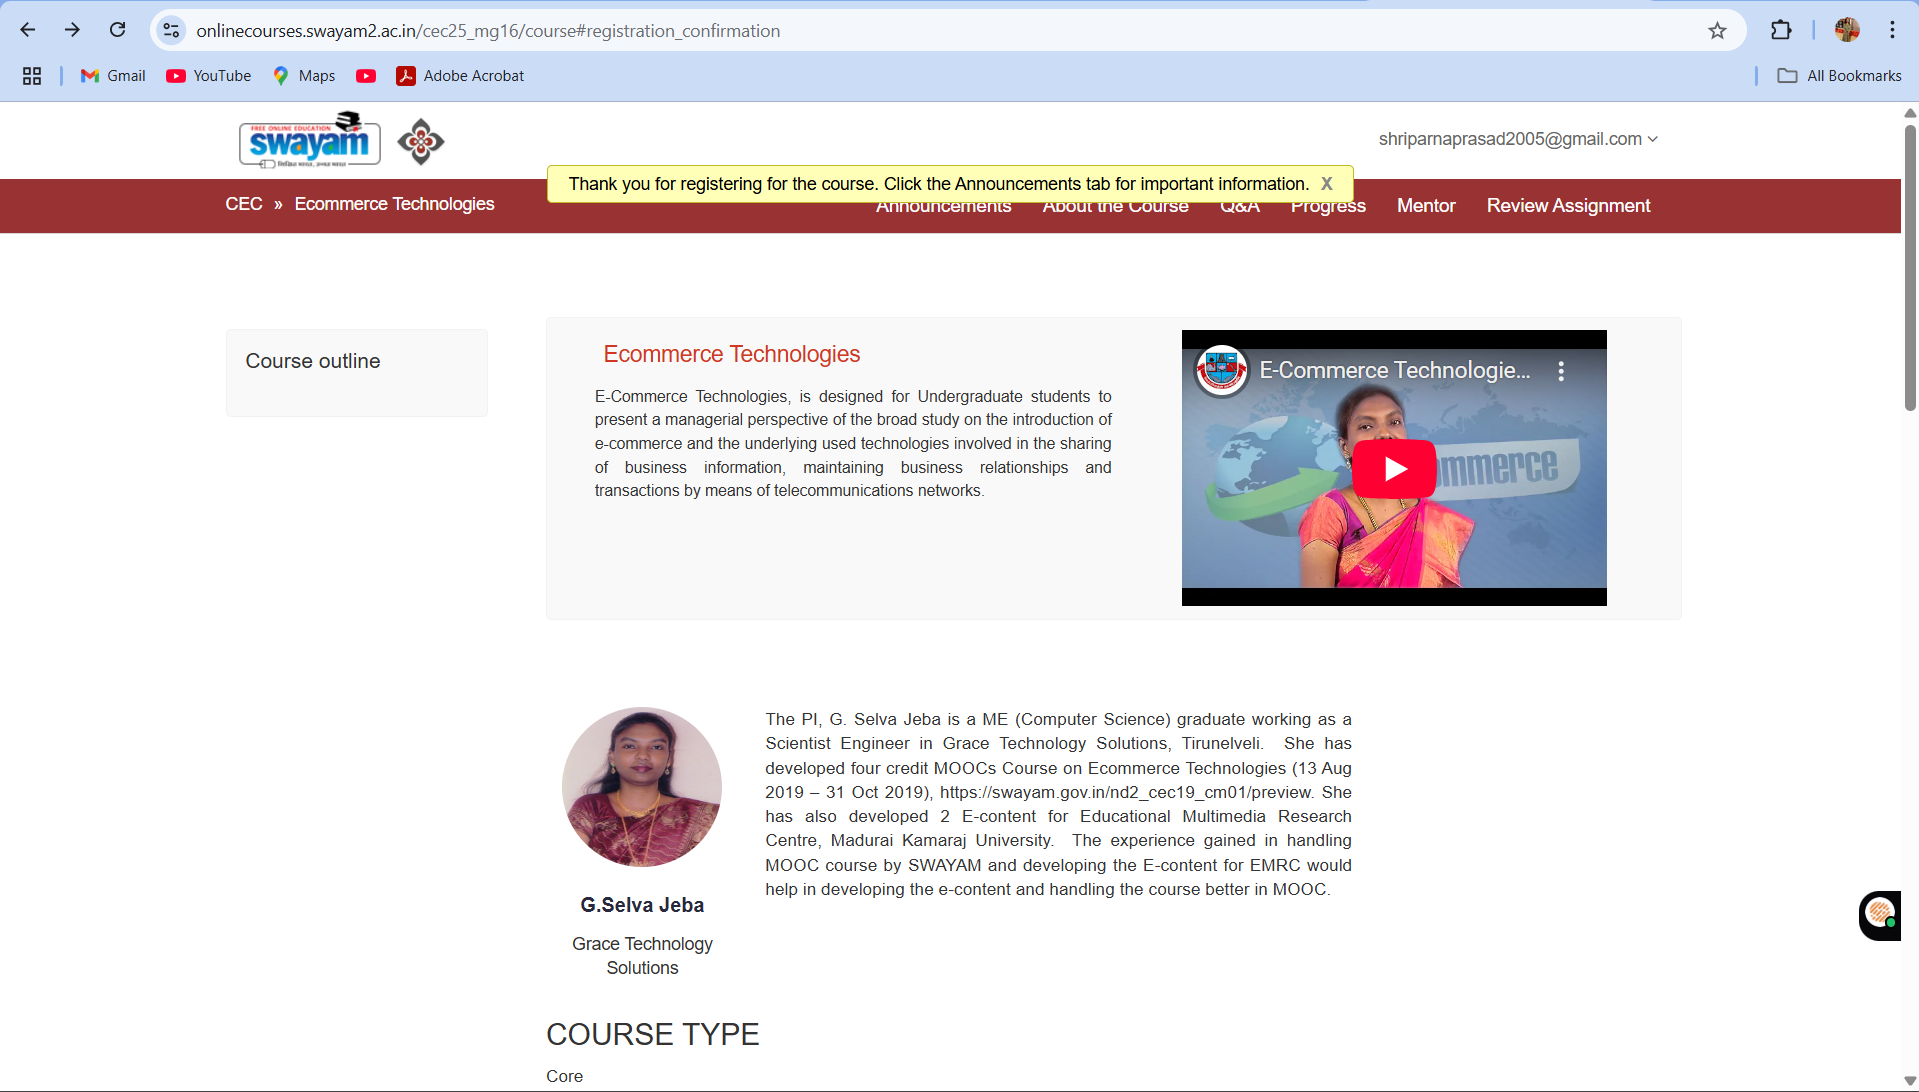 onlinecourses.swayam2.ac.in/cec25_mg16/course#registration_confirmation
Gmail YouTube Maps Adobe Acrobat All Bookmarks
FREE ONLINE EDUCATION
swayam
shriparnaprasad2005@gmail.com
Thank you for registering for the course. Click the Announcements tab for important information. X
CEC » Ecommerce Technologies Announcements About the Course Q&A Progress Mentor Review Assignment
Course outline
Ecommerce Technologies
E-Commerce Technologies, is designed for Undergraduate students to
present a managerial perspective of the broad study on the introduction of
e-commerce and the underlying used technologies involved in the sharing
of business information, maintaining business relationships and
transactions by means of telecommunications networks.
E-Commerce Technologie...
ommerce
The PI, G. Selva Jeba is a ME (Computer Science) graduate working as a
Scientist Engineer in Grace Technology Solutions, Tirunelveli. She has
developed four credit MOOCs Course on Ecommerce Technologies (13 Aug
2019 – 31 Oct 2019), https://swayam.gov.in/nd2_cec19_cm01/preview. She
has also developed 2 E-content for Educational Multimedia Research
Centre, Madurai Kamaraj University. The experience gained in handling
MOOC course by SWAYAM and developing the E-content for EMRC would
help in developing the e-content and handling the course better in MOOC.
G.Selva Jeba
Grace Technology
Solutions
COURSE TYPE
Core